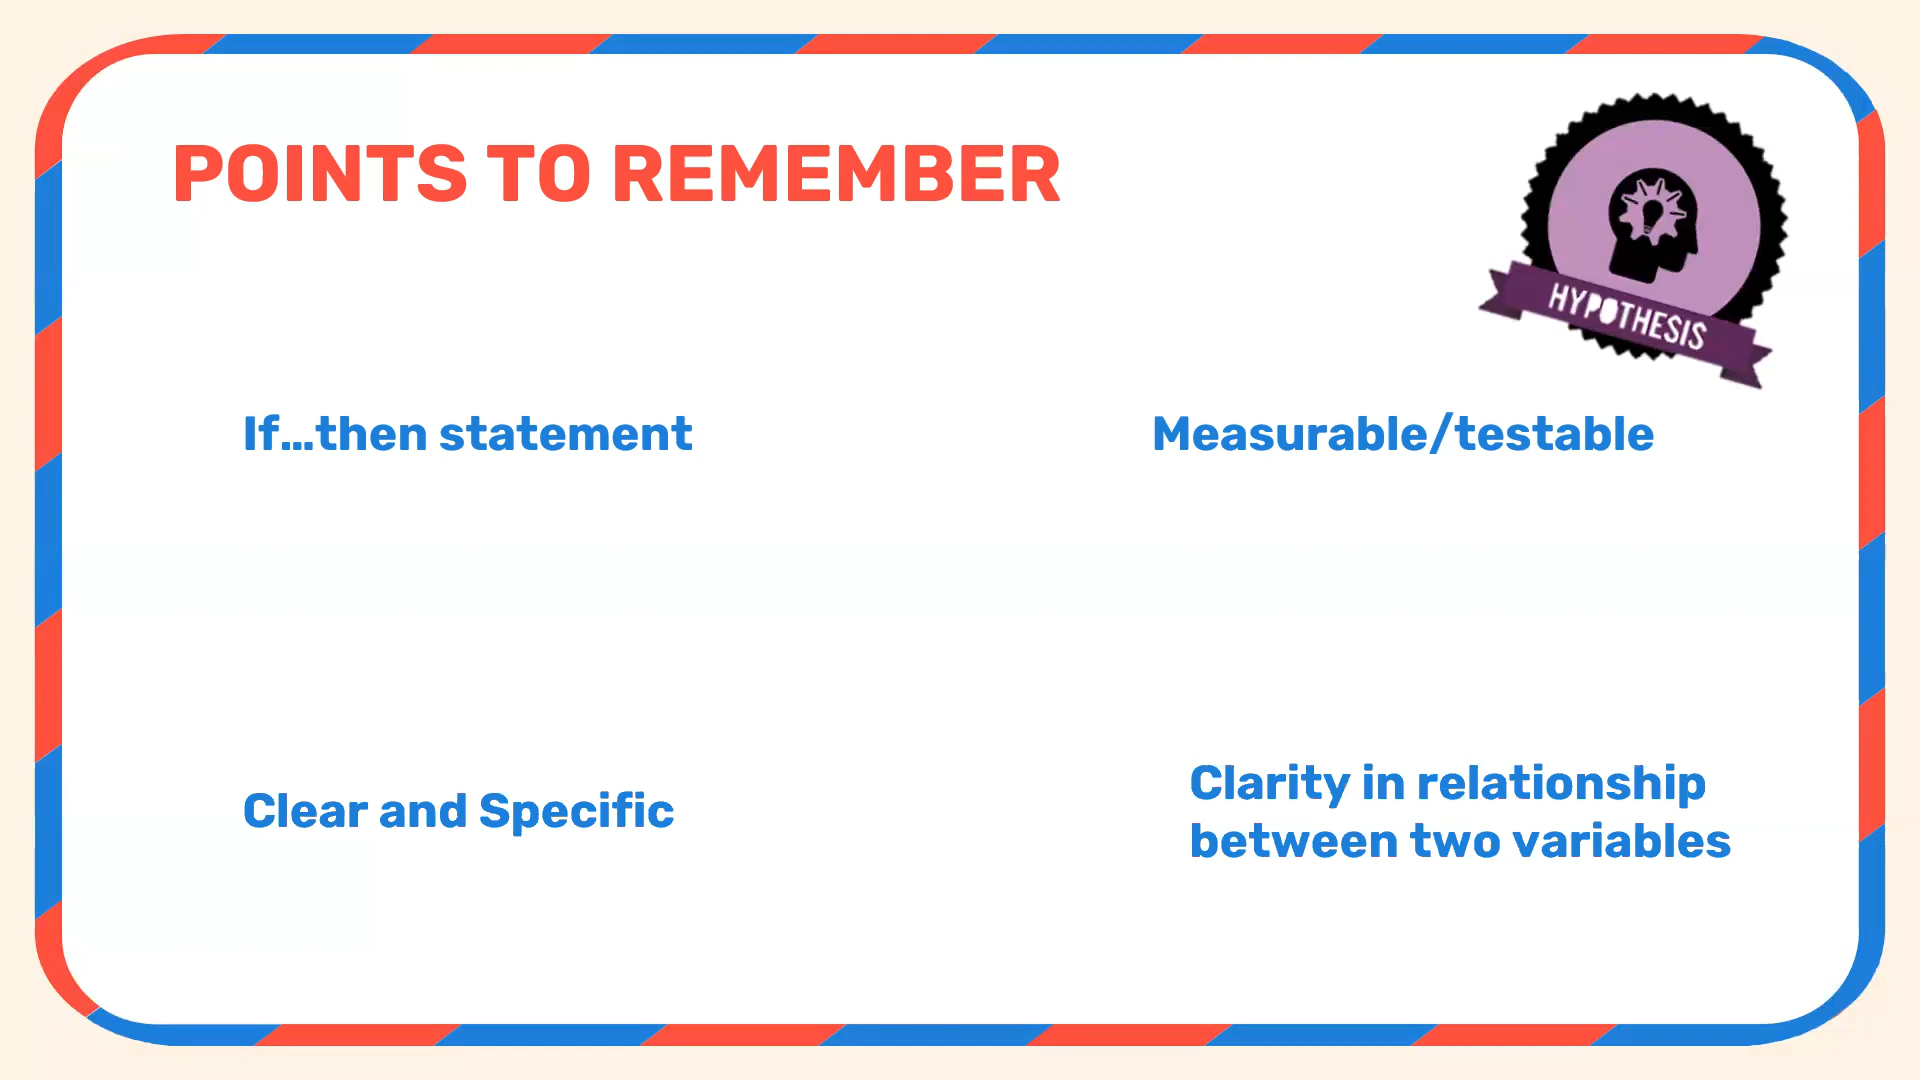 POINTS TO REMEMBER
HYPOTHESIS
If...then statement
Measurable/testable
Clear and Specific
Clarity in relationship
between two variables